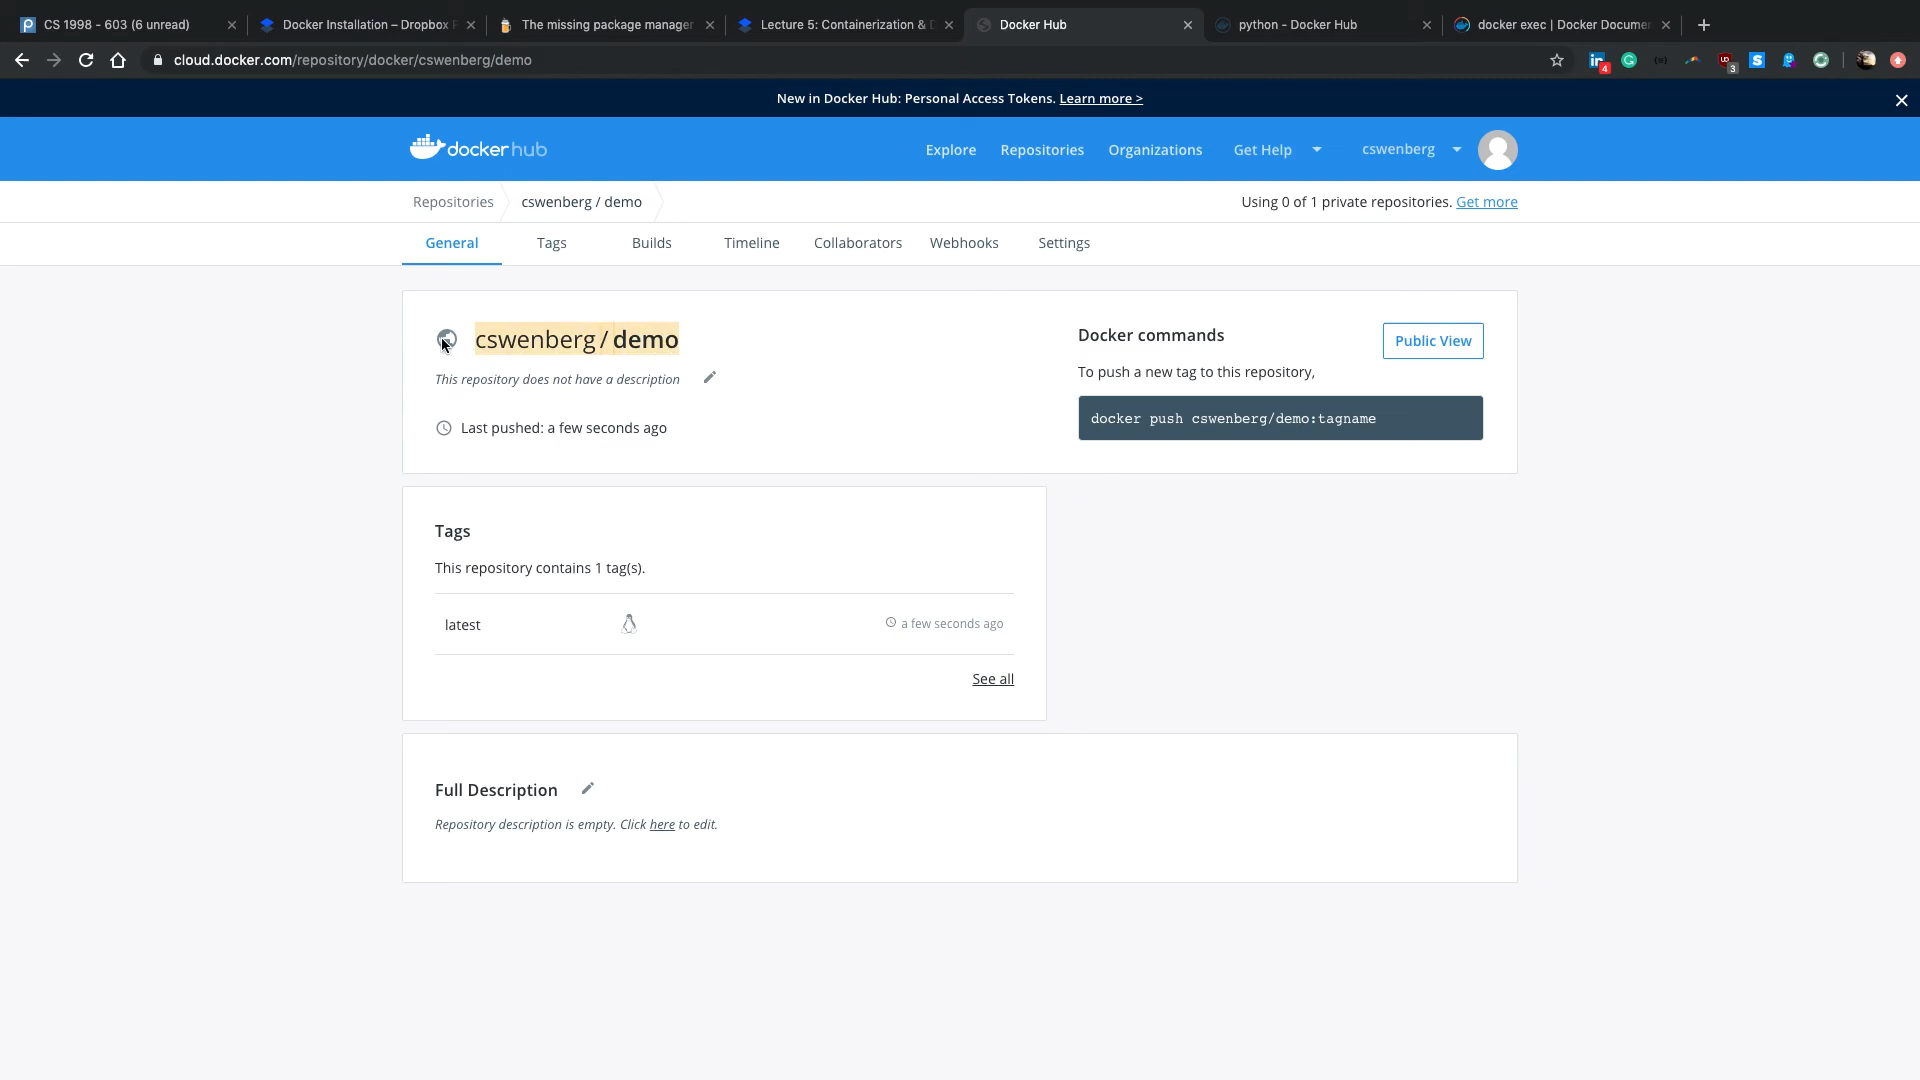 CS 1998 - 603 (6 unread)
Docker Installation – Dropbox P
The missing package manager
Lecture 5: Containerization & D
Docker Hub
python - Docker Hub
docker exec | Docker Documen
cloud.docker.com/repository/docker/cswenberg/demo
4
3
New in Docker Hub: Personal Access Tokens. Learn more >
dockerhub
Explore
Repositories
Organizations
Get Help
cswenberg
Repositories
cswenberg / demo
Using 0 of 1 private repositories. Get more
General
Tags
Builds
Timeline
Collaborators
Webhooks
Settings
cswenberg / demo
This repository does not have a description
Last pushed: a few seconds ago
Docker commands
Public View
To push a new tag to this repository,
docker push cswenberg/demo:tagname
Tags
This repository contains 1 tag(s).
latest
a few seconds ago
See all
Full Description
Repository description is empty. Click here to edit.